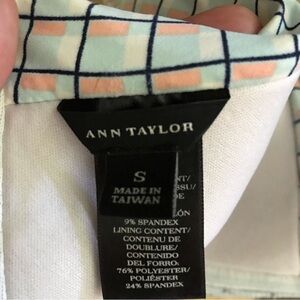 ANN TAYLOR
S
MADE IN
TAIWAN
9% SPANDEX
LINING CONTENT/
CONTENU DE
DOUBLURE/
CONTENIDO
DEL FORRO:
76% POLYESTER/
POLIÉSTER
24% SPANDEX